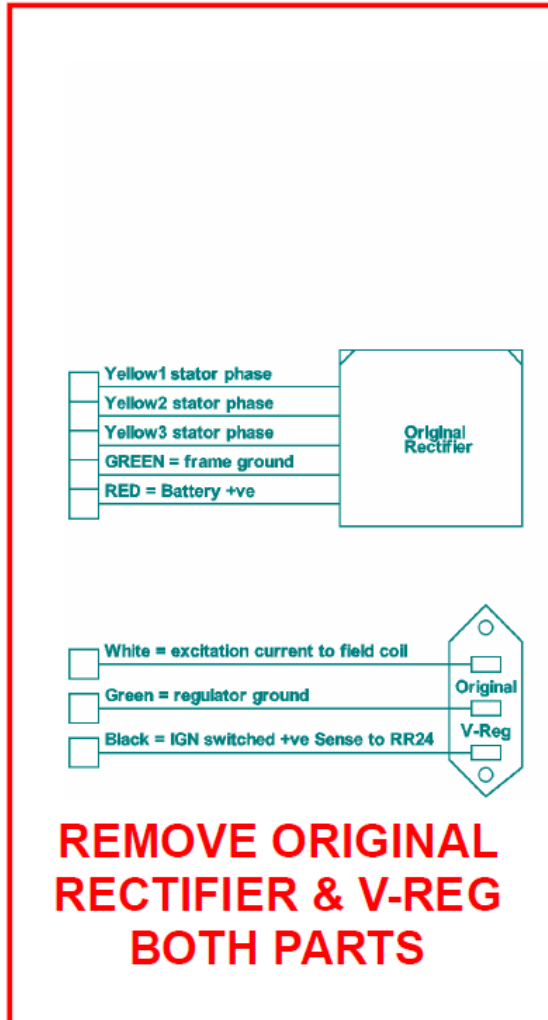 Yellow1 stator phase
Yellow2 stator phase
Yellow3 stator phase
GREEN = frame ground
RED = Battery +ve
Original
Rectifier
White = excitation current to field coil
Green = regulator ground
Black = IGN switched +ve Sense to RR24
Original
V-Reg
REMOVE ORIGINAL
RECTIFIER & V-REG
BOTH PARTS